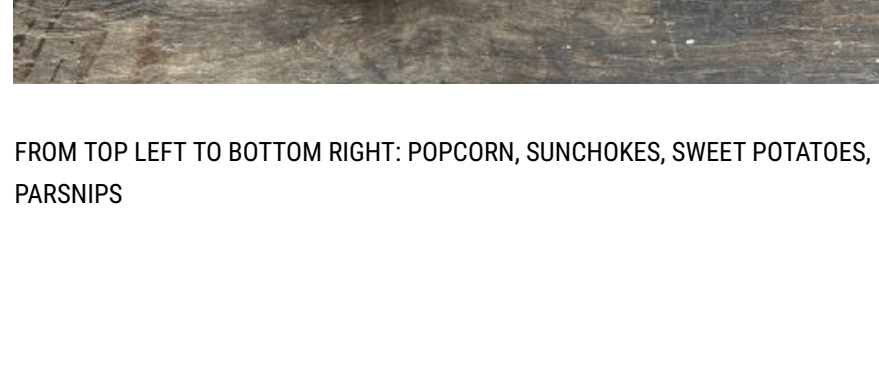 FROM TOP LEFT TO BOTTOM RIGHT: POPCORN, SUNCHOKES, SWEET POTATOES,
PARSNIPS